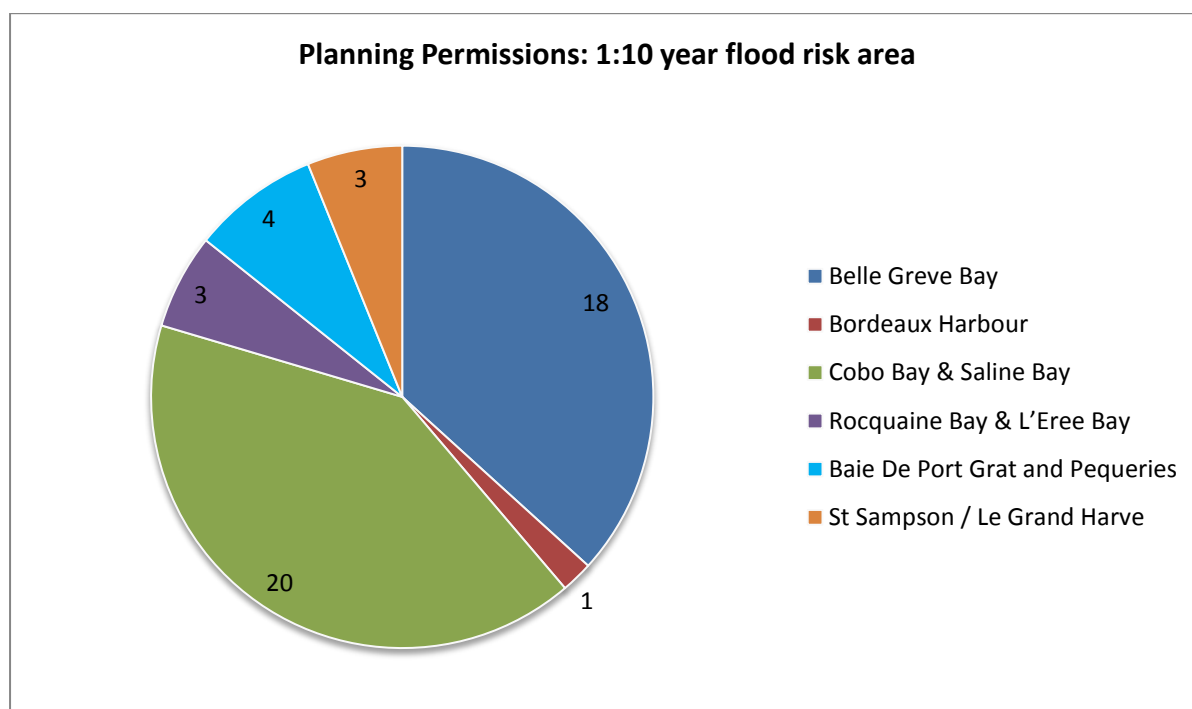 Planning Permissions: 1:10 year flood risk area
3
4
3
18
20
1
Belle Greve Bay
Bordeaux Harbour
Cobo Bay & Saline Bay
Rocquaine Bay & L’Eree Bay
Baie De Port Grat and Pequeries
St Sampson / Le Grand Harve